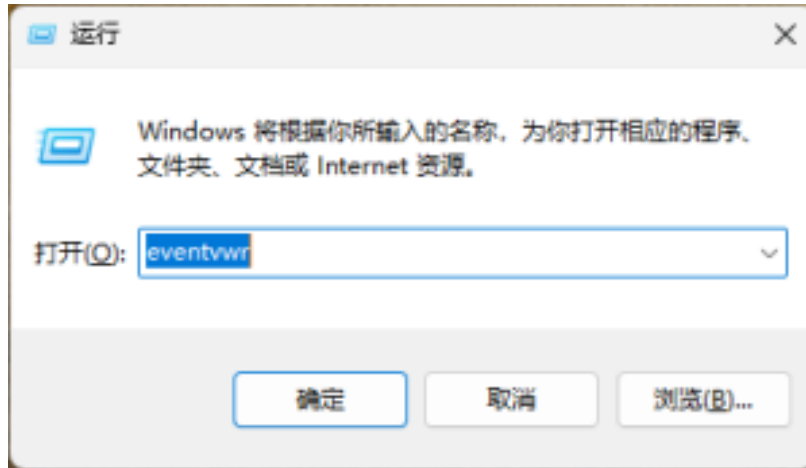 运行
Windows 将根据你所输入的名称，为你打开相应的程序、
文件夹、文档或 Internet 资源。
打开(O): eventvwr
确定 取消 浏览(B)...